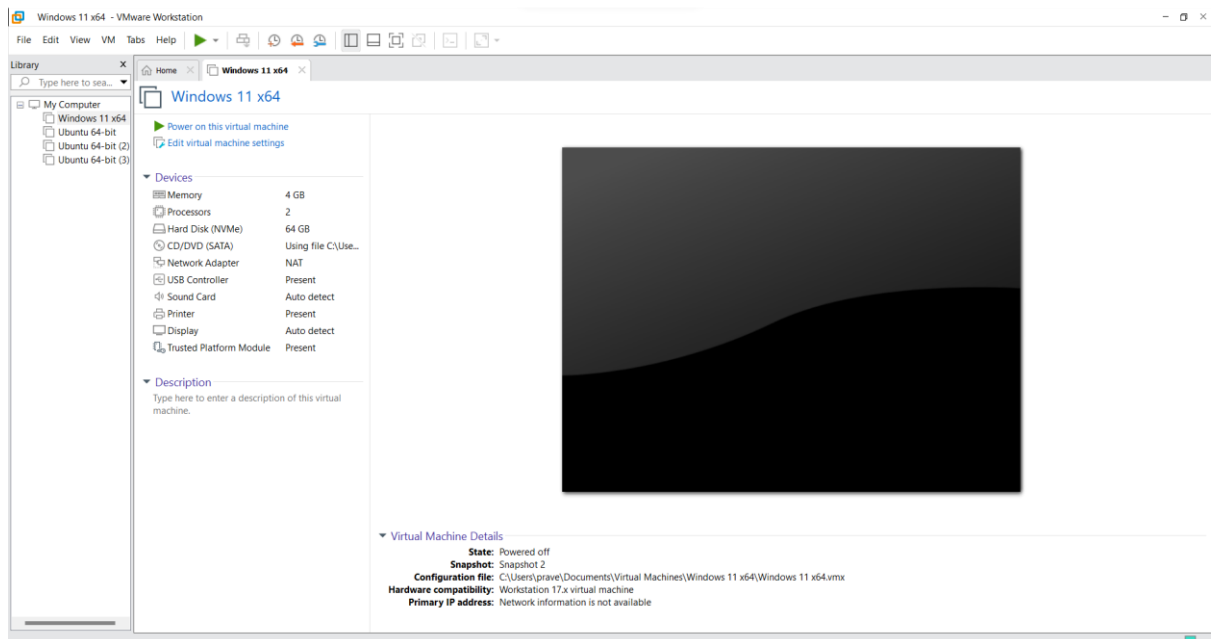 Windows 11 x64 - VMware Workstation
File Edit View VM Tabs Help
Library X
Type here to sea...
My Computer
Windows 11 x64
Ubuntu 64-bit
Ubuntu 64-bit (2)
Ubuntu 64-bit (3)
Home Windows 11 x64
Windows 11 x64
Power on this virtual machine
Edit virtual machine settings
Devices
Memory 4 GB
Processors 2
Hard Disk (NVMe) 64 GB
CD/DVD (SATA) Using file C:\Use...
Network Adapter NAT
USB Controller Present
Sound Card Auto detect
Printer Present
Display Auto detect
Trusted Platform Module Present
Description
Type here to enter a description of this virtual
machine.
Virtual Machine Details
State: Powered off
Snapshot: Snapshot 2
Configuration file: C:\Users\prave\Documents\Virtual Machines\Windows 11 x64\Windows 11 x64.vmx
Hardware compatibility: Workstation 17.x virtual machine
Primary IP address: Network information is not available